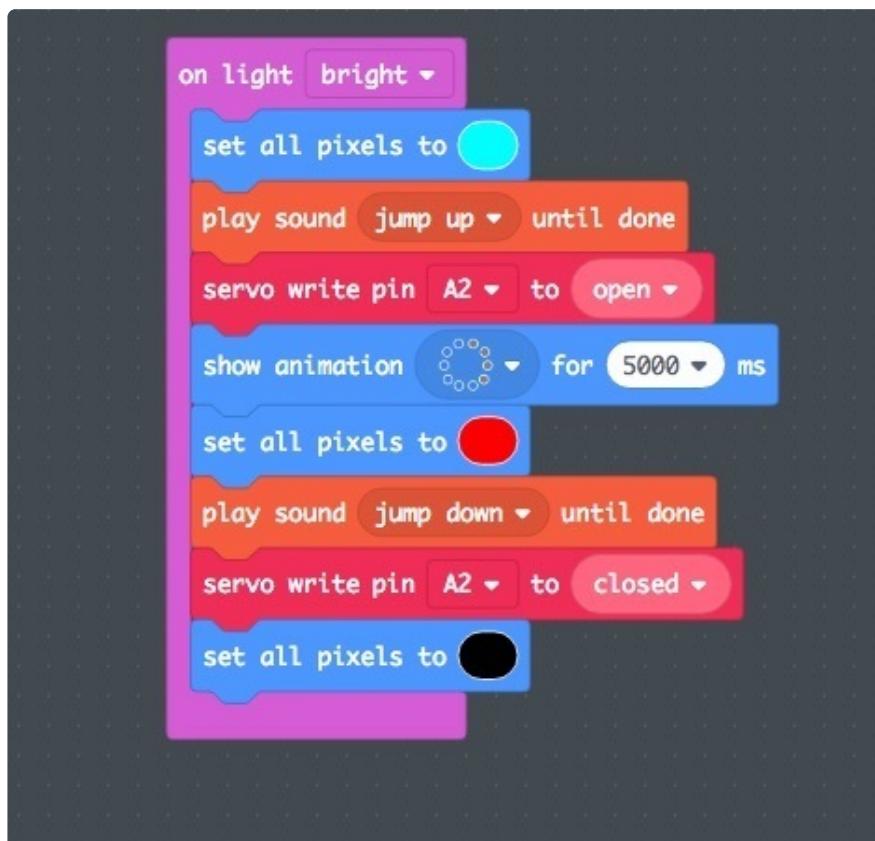 on light bright
set all pixels to
play sound jump up until done
servo write pin A2 to open
show animation for 5000 ms
set all pixels to
play sound jump down until done
servo write pin A2 to closed
set all pixels to